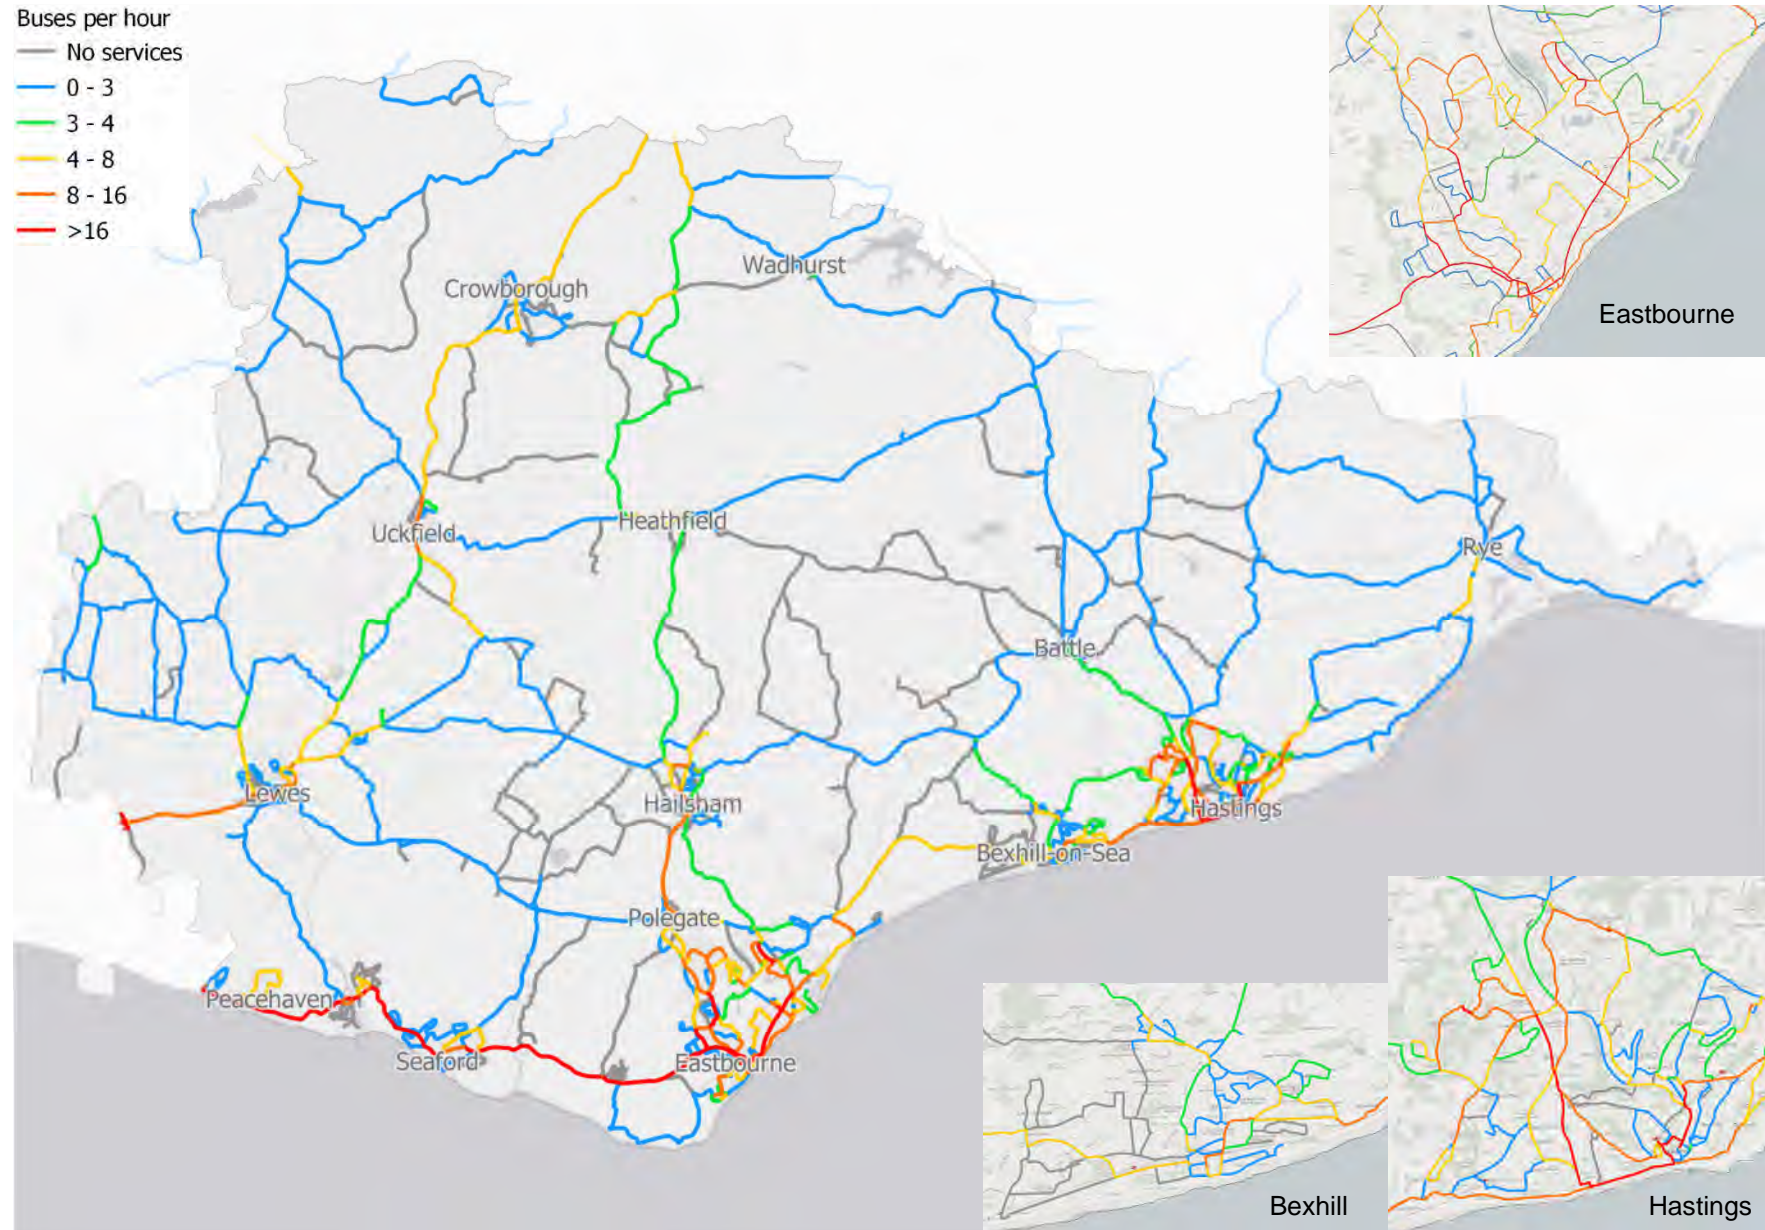 Buses per hour
No services
0 - 3
3 - 4
4 - 8
8 - 16
>16
Eastbourne
Wadhurst
Crowborough
Uckfield
Heathfield
Rye
Battle
Lewes
Hailsham
Hastings
Bexhill-on-Sea
Polegate
Peacehaven
Seaford
Eastbourne
Bexhill
Hastings